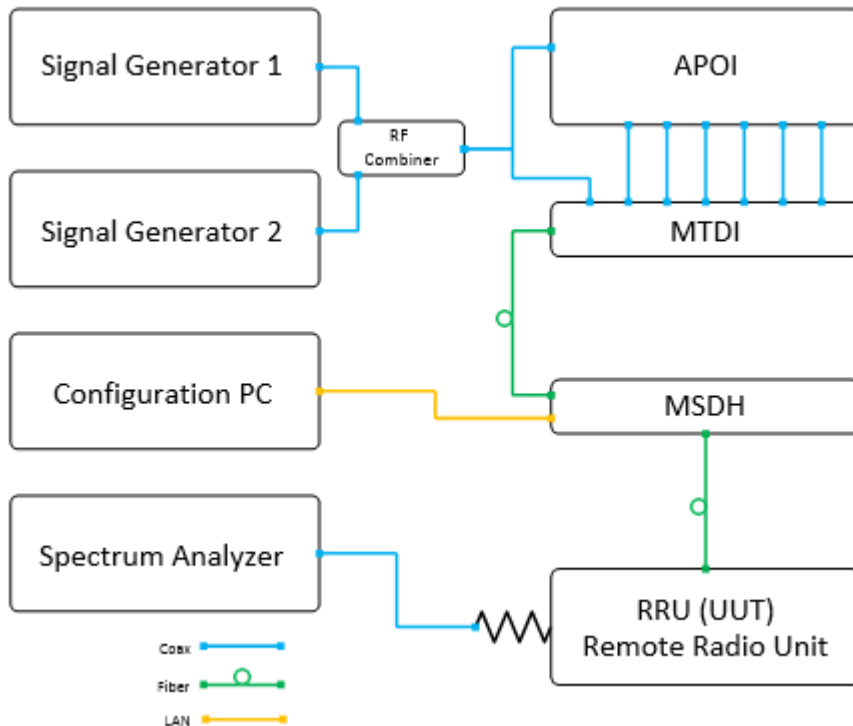 Signal Generator 1
APOI
RF
Combiner
Signal Generator 2
MTDI
Configuration PC
MSDH
Spectrum Analyzer
RRU (UUT)
Remote Radio Unit
Coax
Fiber
LAN